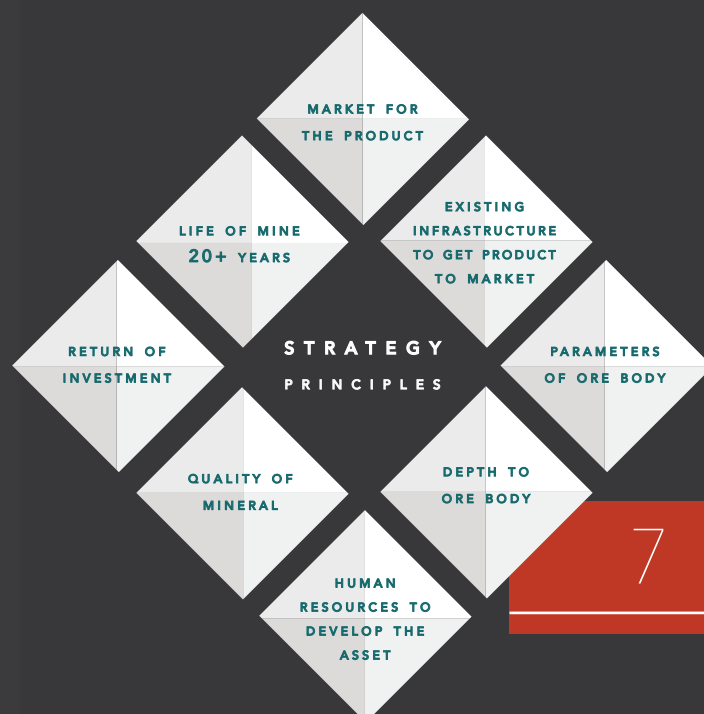 MARKET FOR
THE PRODUCT
LIFE OF MINE
20+ YEARS
EXISTING
INFRASTRUCTURE
TO GET PRODUCT
TO MARKET
RETURN OF
INVESTMENT
STRATEGY
PRINCIPLES
PARAMETERS
OF ORE BODY
QUALITY OF
MINERAL
DEPTH TO
ORE BODY
HUMAN
RESOURCES TO
DEVELOP THE
ASSET
7